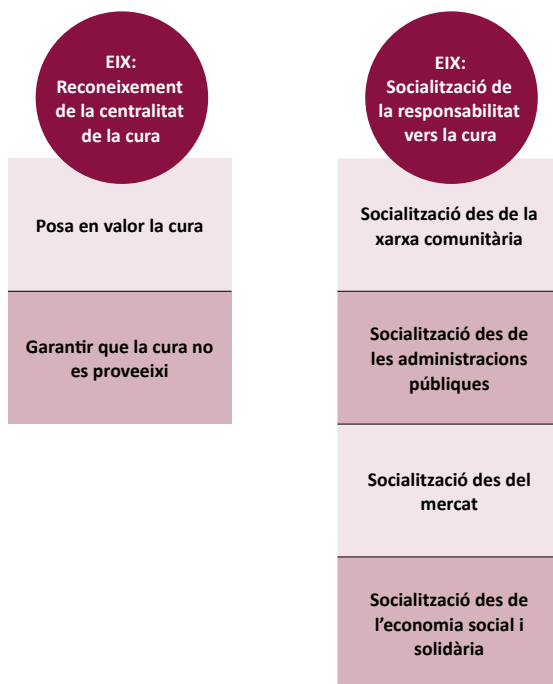 EIX:
Reconeixement
de la centralitat
de la cura
Posa en valor la cura
Garantir que la cura no
es proveeixi
EIX:
Socialització de
la responsabilitat
vers la cura
Socialització des de la
xarxa comunitària
Socialització des de
les administracions
públiques
Socialització des del
mercat
Socialització des de
l’economia social i
solidària